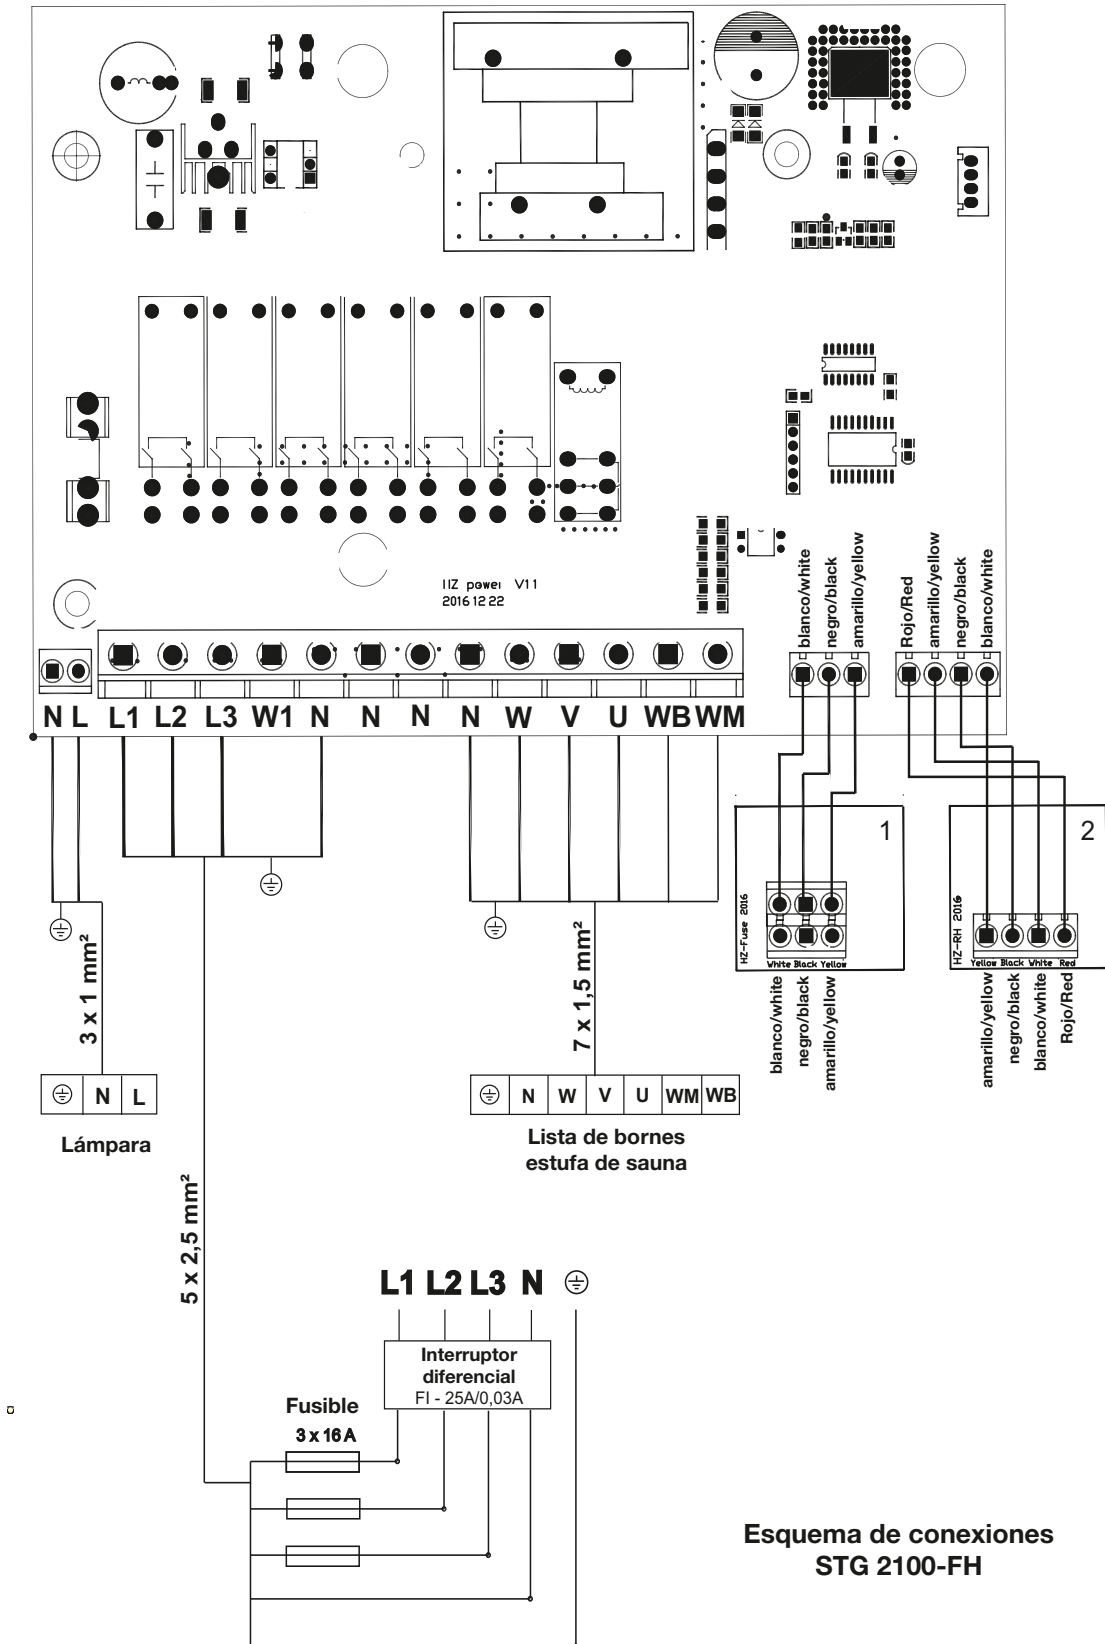 IIZ powei V11
2016 12 22
N L L1 L2 L3 W1 N N N N W V U WB WM
blanco/white
negro/black
amarillo/yellow
Rojo/Red
amarillo/yellow
negro/black
blanco/white
1
HZ-Fuse 2016
White Black Yellow
blanco/white
negro/black
amarillo/yellow
2
HZ-RH 2016
Yellow Black White Red
amarillo/yellow
negro/black
blanco/white
Rojo/Red
3 x 1 mm²
N L
Lámpara
7 x 1,5 mm²
N W V U WM WB
Lista de bornes
estufa de sauna
5 x 2,5 mm²
L1 L2 L3 N
Interruptor
diferencial
FI - 25A/0,03A
Fusible
3 x 16 A
Esquema de conexiones
STG 2100-FH